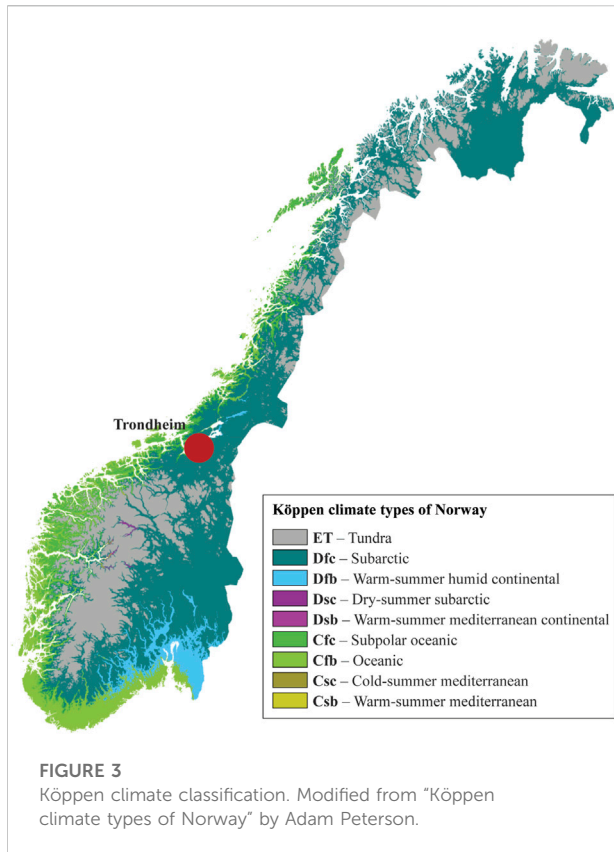 Trondheim
Köppen climate types of Norway
ET – Tundra
Dfc – Subarctic
Dfb – Warm-summer humid continental
Dsc – Dry-summer subarctic
Dsb – Warm-summer mediterranean continental
Cfc – Subpolar oceanic
Cfb – Oceanic
Csc – Cold-summer mediterranean
Csb – Warm-summer mediterranean
FIGURE 3
Köppen climate classification. Modified from “Köppen
climate types of Norway” by Adam Peterson.